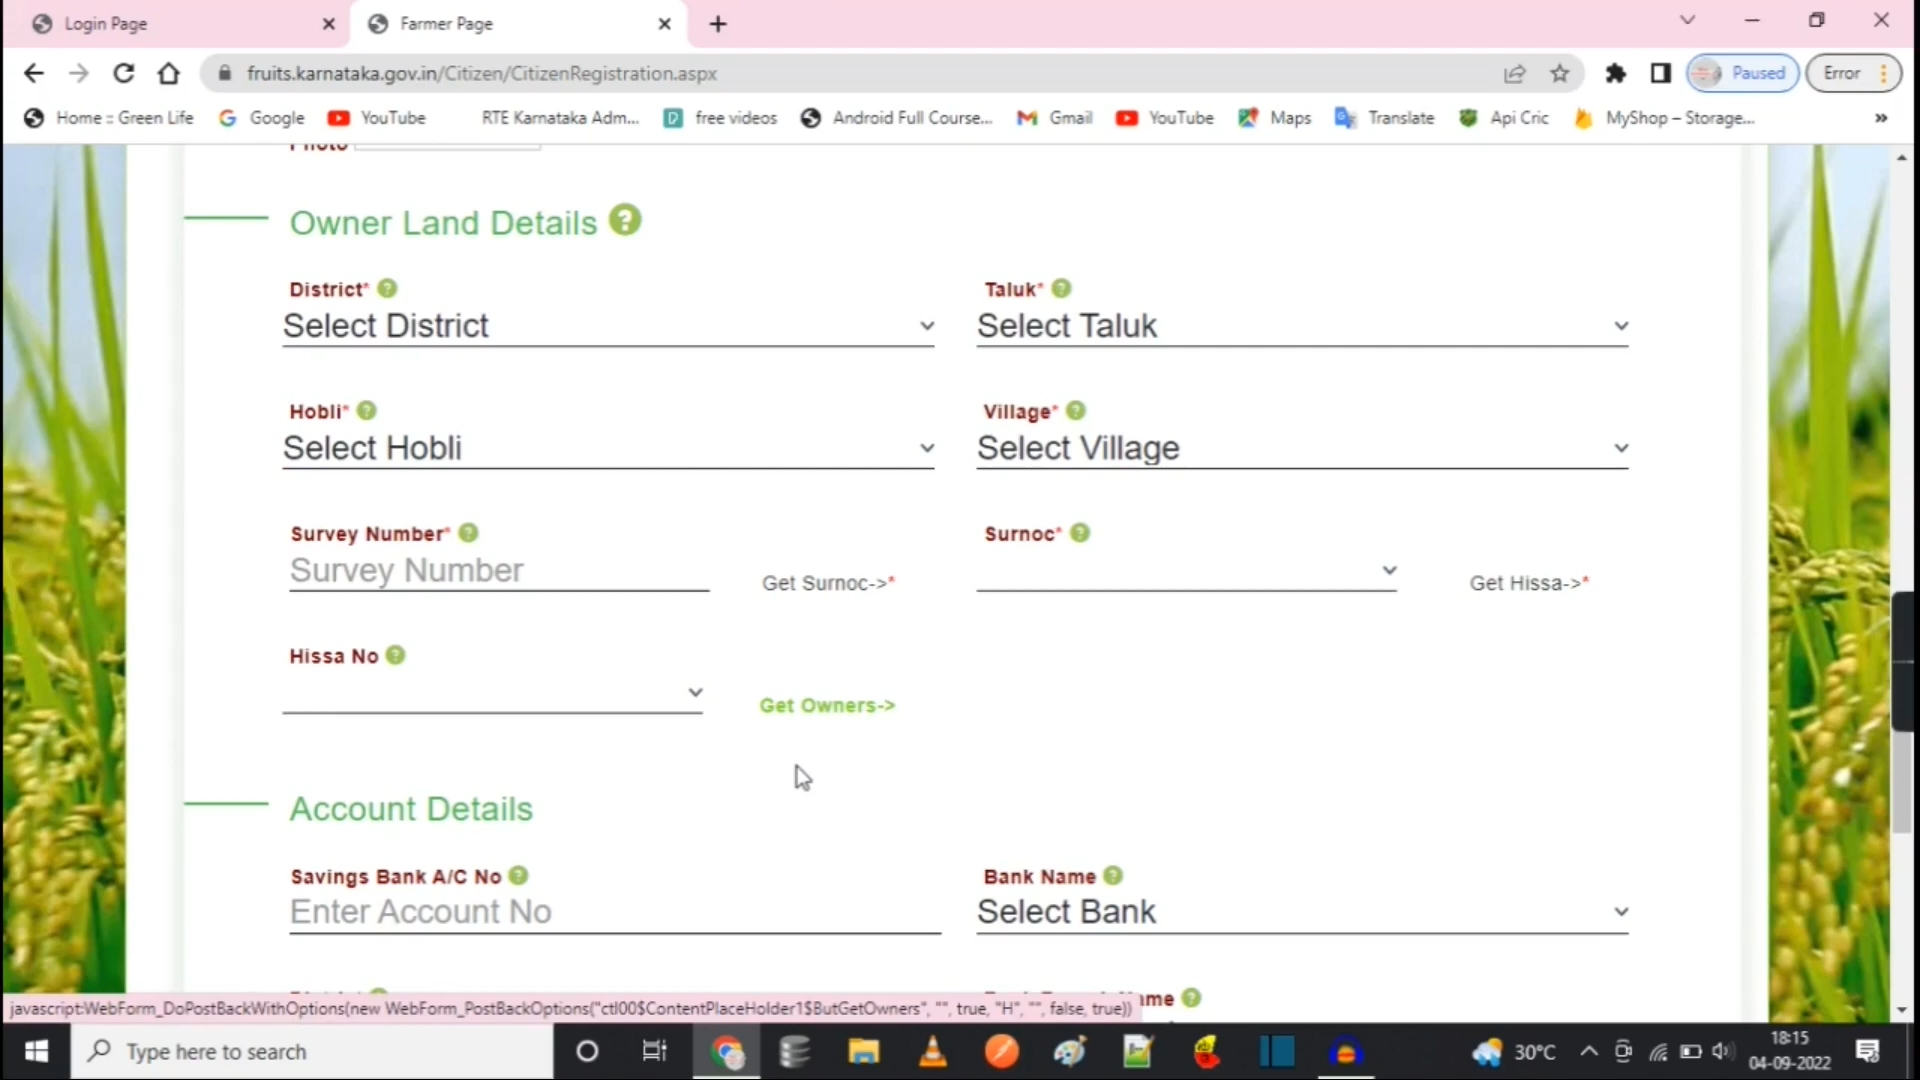 Login Page
Farmer Page
fruits.karnataka.gov.in/Citizen/CitizenRegistration.aspx
Paused
Error
Home :: Green Life
Google
YouTube
RTE Karnataka Adm...
free videos
Android Full Course...
Gmail
YouTube
Maps
Translate
Api Cric
MyShop – Storage...
»
Photo
Owner Land Details ?
District* ?
Taluk* ?
Select District
Select Taluk
Hobli* ?
Village* ?
Select Hobli
Select Village
Survey Number* ?
Surnoc* ?
Survey Number
Get Surnoc->*
Get Hissa->*
Hissa No ?
Get Owners->
Account Details
Savings Bank A/C No ?
Bank Name ?
Enter Account No
Select Bank
javascript:WebForm_DoPostBackWithOptions(new WebForm_PostBackOptions("ctl00$ContentPlaceHolder1$ButGetOwners", "", true, "H", "", false, true))
Type here to search
30°C
18:15
04-09-2022